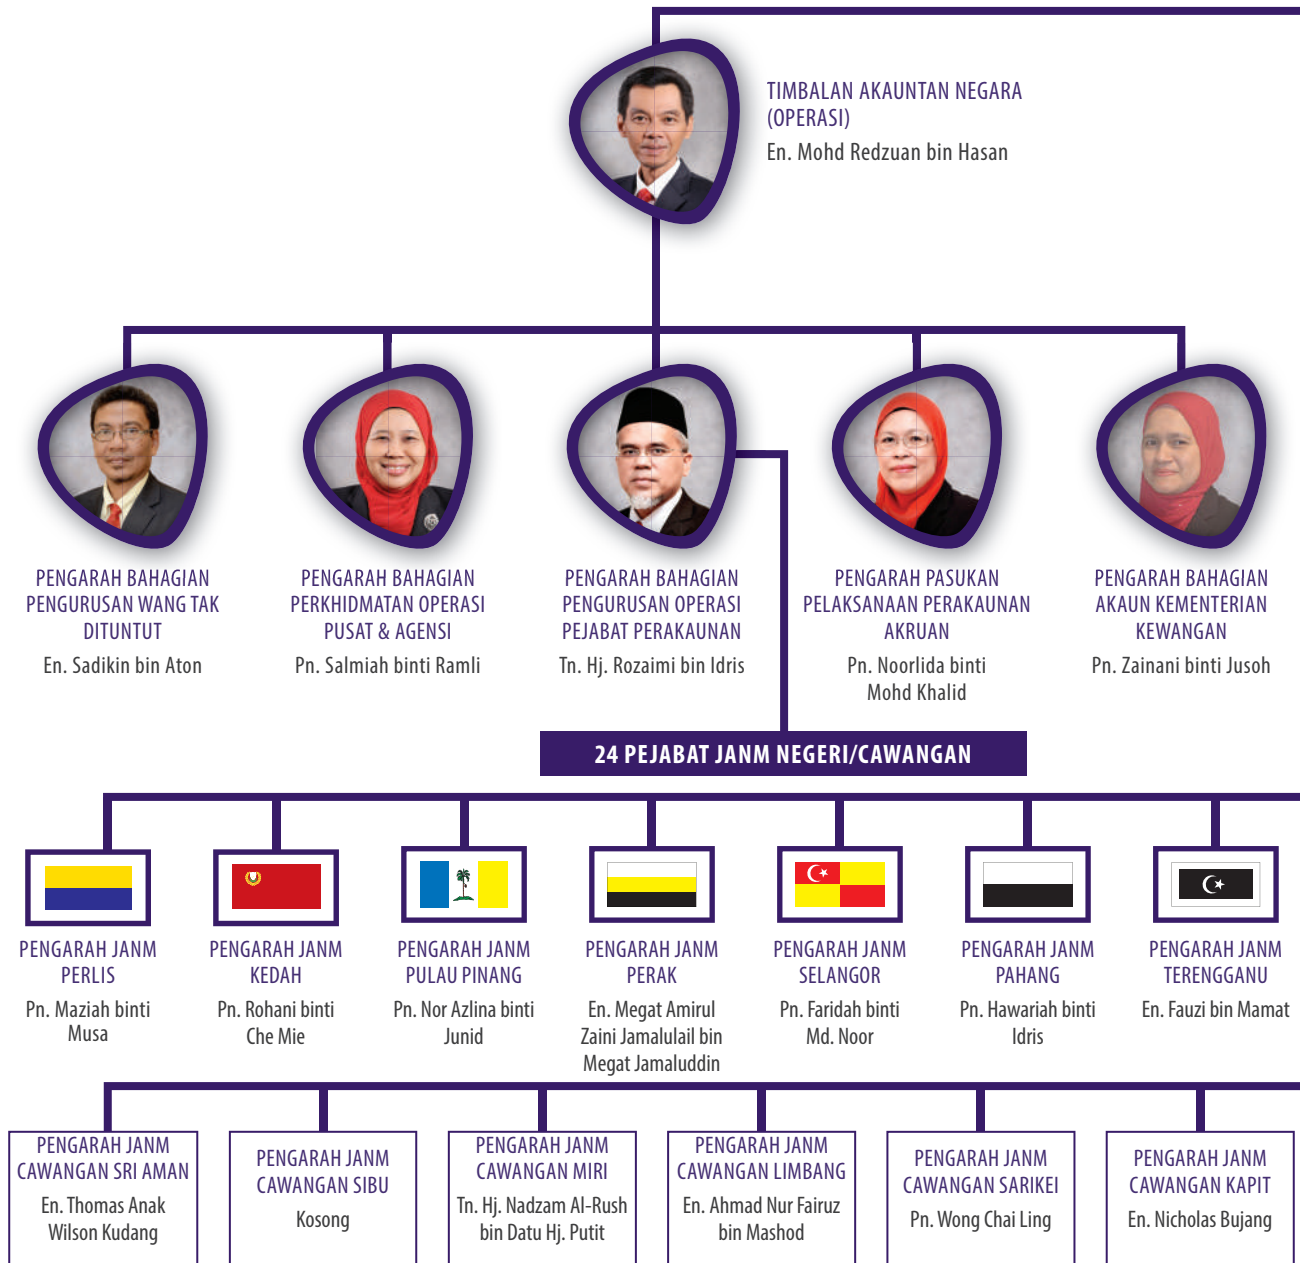 TIMBALAN AKAUNTAN NEGARA
(OPERASI)
En. Mohd Redzuan bin Hasan
PENGARAH BAHAGIAN
PENGURUSAN WANG TAK
DITUNTUT
En. Sadikin bin Aton
PENGARAH BAHAGIAN
PERKHIDMATAN OPERASI
PUSAT & AGENSI
Pn. Salmiah binti Ramli
PENGARAH BAHAGIAN
PENGURUSAN OPERASI
PEJABAT PERAKAUNAN
Tn. Hj. Rozaimi bin Idris
PENGARAH PASUKAN
PELAKSANAAN PERAKAUNAN
AKRUAN
Pn. Noorlida binti
Mohd Khalid
PENGARAH BAHAGIAN
AKAUN KEMENTERIAN
KEWANGAN
Pn. Zainani binti Jusoh
24 PEJABAT JANM NEGERI/CAWANGAN
PENGARAH JANM
PERLIS
Pn. Maziah binti
Musa
PENGARAH JANM
KEDAH
Pn. Rohani binti
Che Mie
PENGARAH JANM
PULAU PINANG
Pn. Nor Azlina binti
Junid
PENGARAH JANM
PERAK
En. Megat Amirul
Zaini Jamalulail bin
Megat Jamaluddin
PENGARAH JANM
SELANGOR
Pn. Faridah binti
Md. Noor
PENGARAH JANM
PAHANG
Pn. Hawariah binti
Idris
PENGARAH JANM
TERENGGANU
En. Fauzi bin Mamat
PENGARAH JANM
CAWANGAN SRI AMAN
En. Thomas Anak
Wilson Kudang
PENGARAH JANM
CAWANGAN SIBU
Kosong
PENGARAH JANM
CAWANGAN MIRI
Tn. Hj. Nadzam Al-Rush
bin Datu Hj. Putit
PENGARAH JANM
CAWANGAN LIMBANG
En. Ahmad Nur Fairuz
bin Mashod
PENGARAH JANM
CAWANGAN SARIKEI
Pn. Wong Chai Ling
PENGARAH JANM
CAWANGAN KAPIT
En. Nicholas Bujang